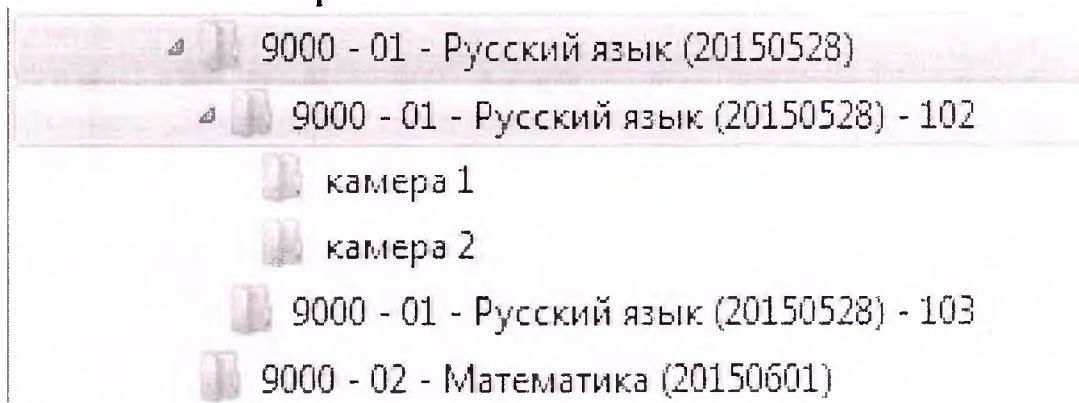 9000 - 01 - Русский язык (20150528)
9000 - 01 - Русский язык (20150528) - 102
камера 1
камера 2
9000 - 01 - Русский язык (20150528) - 103
9000 - 02 - Математика (20150601)